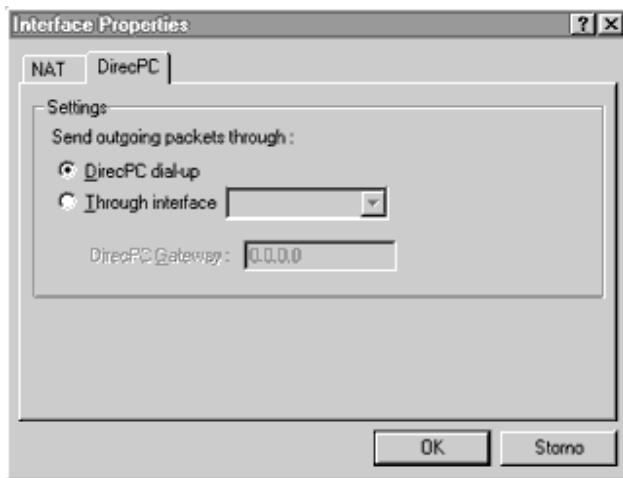 Interface Properties
NAT DirecPC
Settings
Send outgoing packets through :
DirecPC dial-up
Through interface
DirecPC Gateway : 0.0.0.0
OK Storno